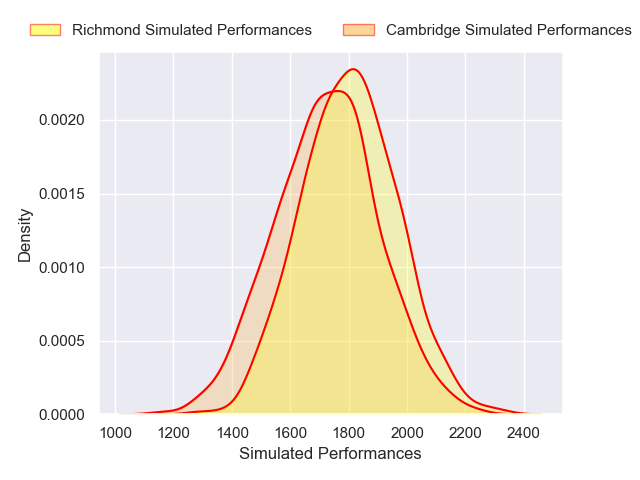 Richmond Simulated Performances
Cambridge Simulated Performances
0.0020
0.0015
0.0010
0.0005
0.0000
Density
1000 1200 1400 1600 1800 2000 2200 2400
Simulated Performances